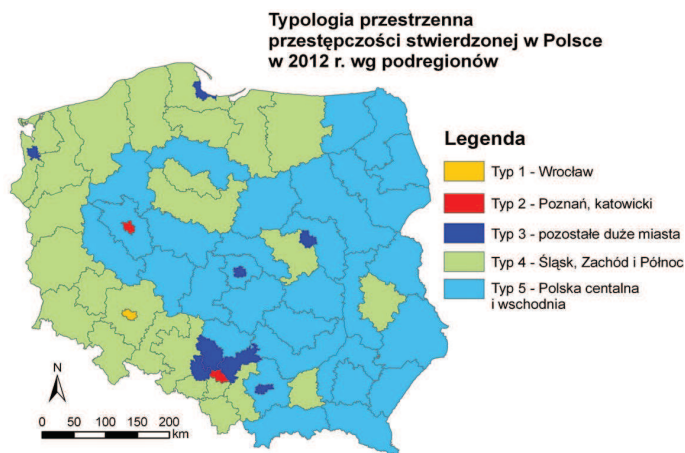 Typologia przestrzenna
przestępczości stwierdzonej w Polsce
w 2012 r. wg podregionów
Legenda
Typ 1 - Wrocław
Typ 2 - Poznań, katowicki
Typ 3 - pozostałe duże miasta
Typ 4 - Śląsk, Zachód i Północ
Typ 5 - Polska centalna
i wschodnia
N
0 50 100 150 200
km